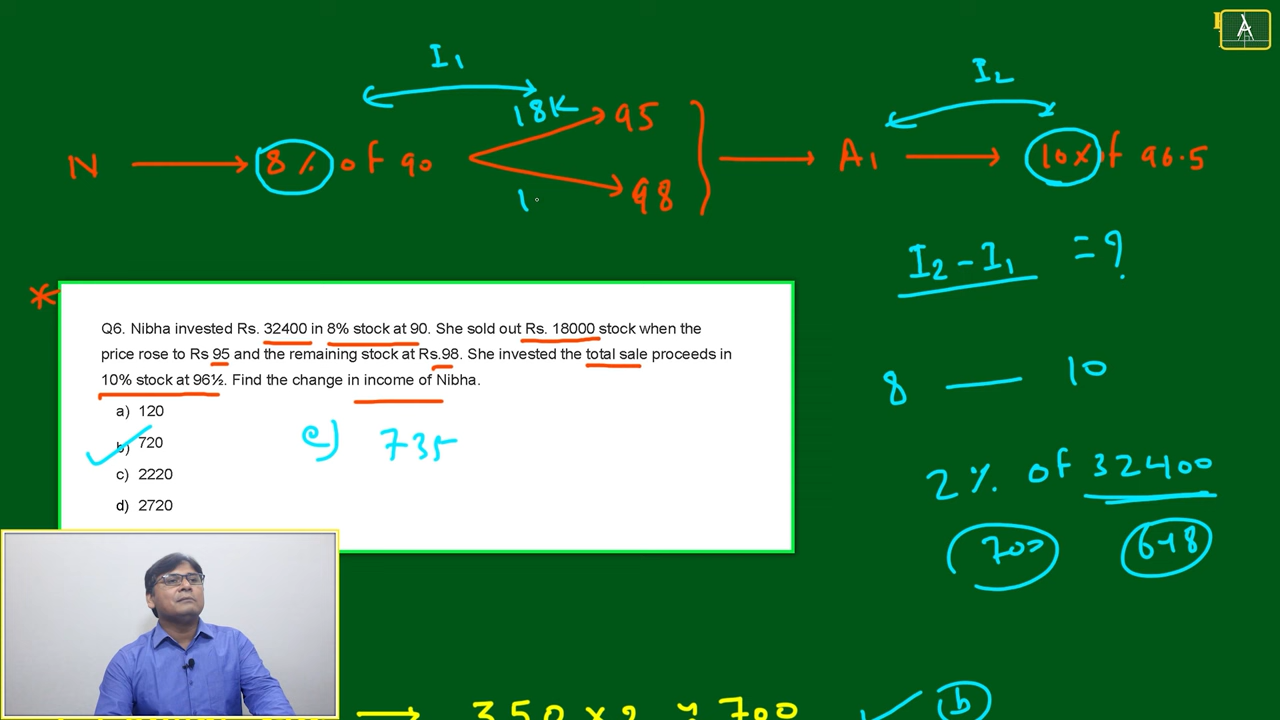 I₁
I₂
18K
95
N → 8% of 90
A₁ → 10% of 96.5
1
98
I₂ - I₁ = ?
*
Q6. Nibha invested Rs. 32400 in 8% stock at 90. She sold out Rs. 18000 stock when the
price rose to Rs 95 and the remaining stock at Rs.98. She invested the total sale proceeds in
10% stock at 96½. Find the change in income of Nibha.
a) 120
b) 720
c) 2220
d) 2720
e) 735
8 — 10
2% of 32400
700 648
→ 350 x 2 ≈ 700
b